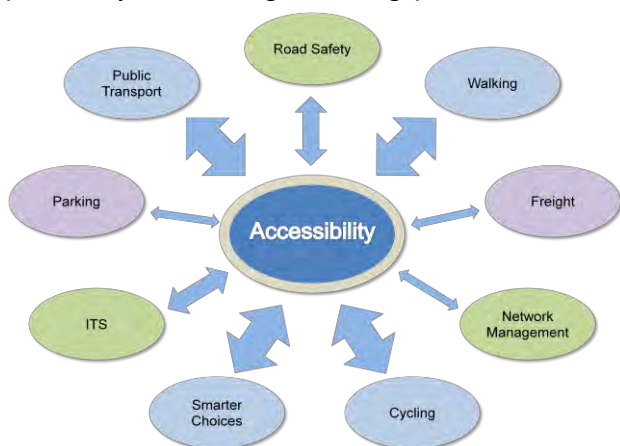 Road Safety
Public
Transport
Walking
Parking
Accessibility
Freight
ITS
Network
Management
Smarter
Choices
Cycling